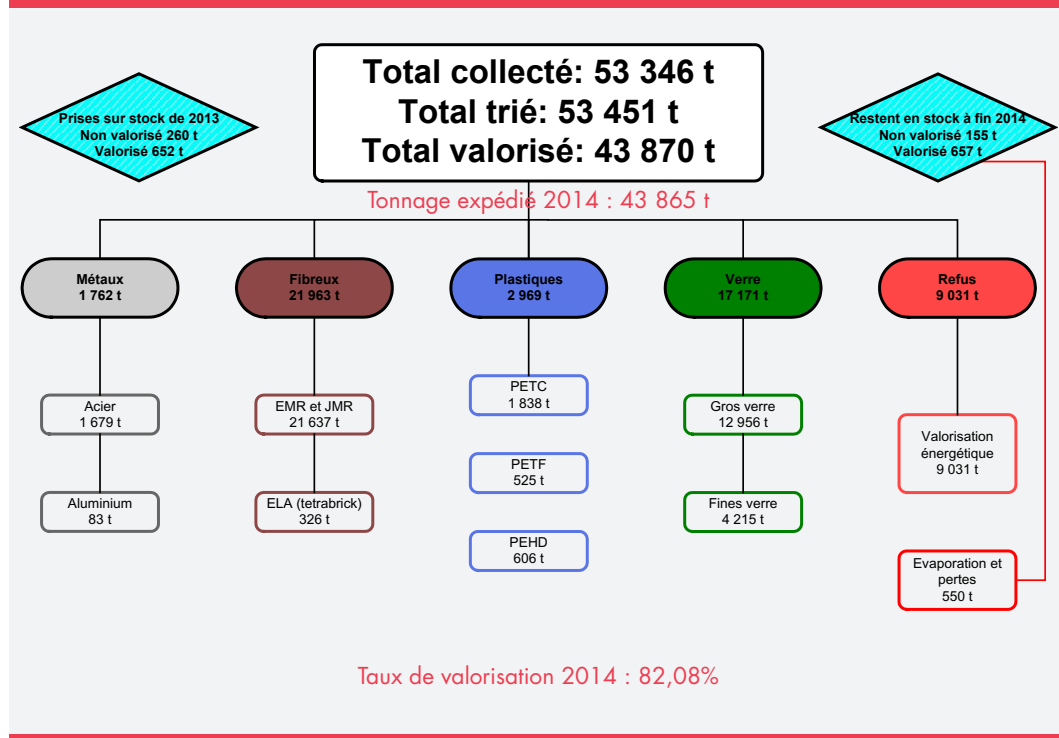 Total collecté: 53 346 t
Total trié: 53 451 t
Total valorisé: 43 870 t
Prises sur stock de 2013
Non valorisé 260 t
Valorisé 652 t
Restent en stock à fin 2014
Non valorisé 155 t
Valorisé 657 t
Tonnage expédié 2014 : 43 865 t
Métaux
1 762 t
Fibreux
21 963 t
Plastiques
2 969 t
Verre
17 171 t
Refus
9 031 t
Acier
1 679 t
Aluminium
83 t
EMR et JMR
21 637 t
ELA (tetrabrick)
326 t
PETC
1 838 t
PETF
525 t
PEHD
606 t
Gros verre
12 956 t
Fines verre
4 215 t
Valorisation
énergétique
9 031 t
Evaporation et
pertes
550 t
Taux de valorisation 2014 : 82,08%